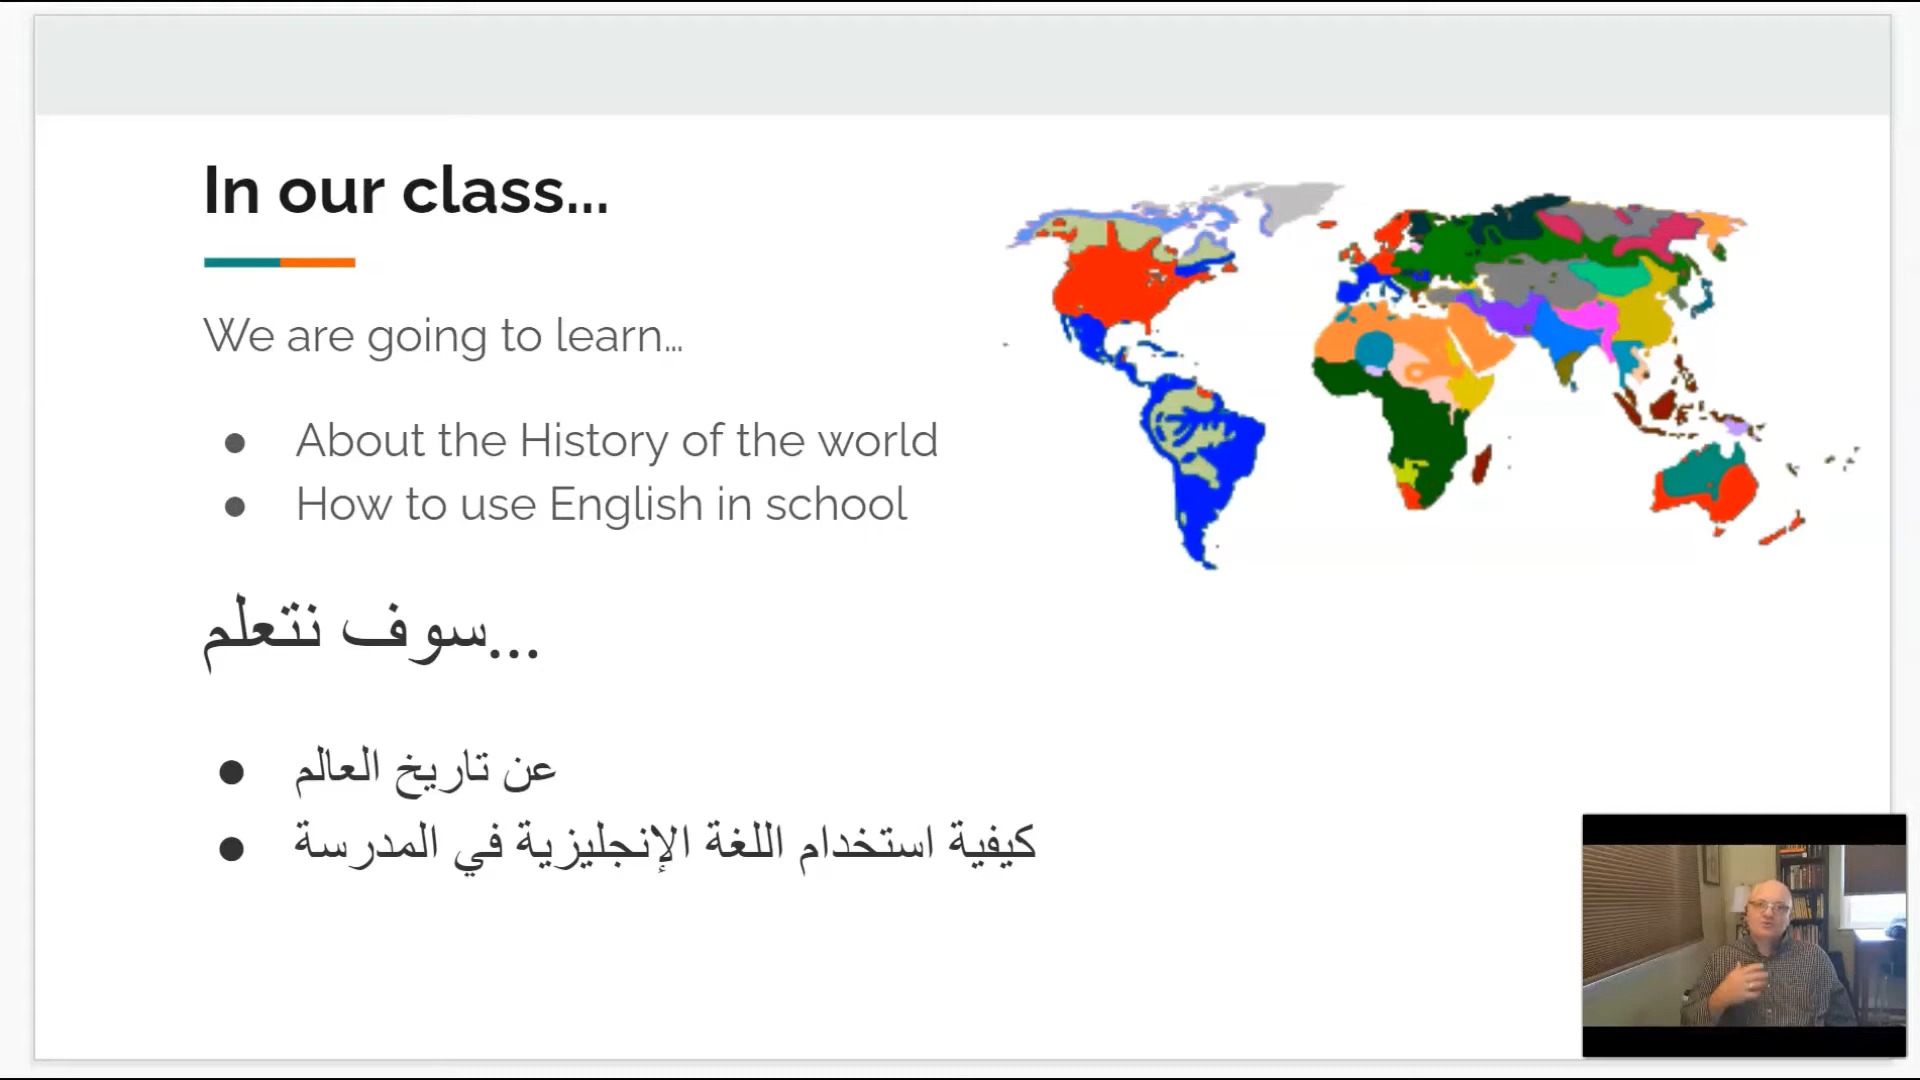 In our class...
We are going to learn...
● About the History of the world
● How to use English in school
سوف نتعلم...
● عن تاريخ العالم
● كيفية استخدام اللغة الإنجليزية في المدرسة